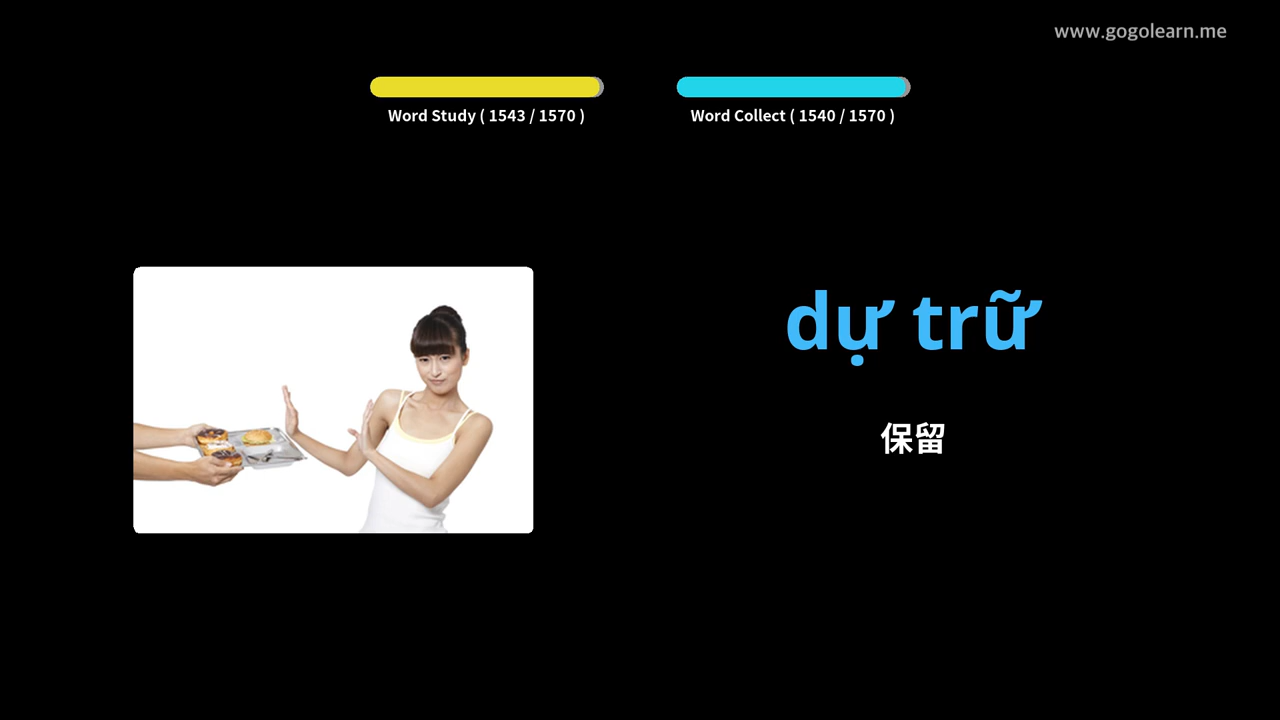 www.gogolearn.me
Word Study ( 1543 / 1570 )
Word Collect ( 1540 / 1570 )
dự trữ
保留